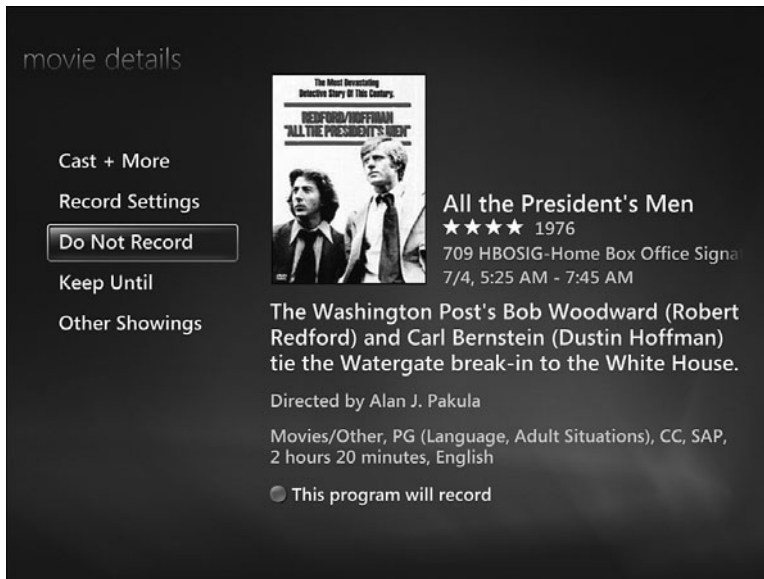 movie details
Cast + More
Record Settings
Do Not Record
Keep Until
Other Showings
The Most Devastating
Detective Story Of This Century.
REDFORD/HOFFMAN
"ALL THE PRESIDENT'S MEN"
All the President's Men
1976
709 HBOSIG-Home Box Office Signa
7/4, 5:25 AM - 7:45 AM
The Washington Post's Bob Woodward (Robert
Redford) and Carl Bernstein (Dustin Hoffman)
tie the Watergate break-in to the White House.
Directed by Alan J. Pakula
Movies/Other, PG (Language, Adult Situations), CC, SAP,
2 hours 20 minutes, English
This program will record